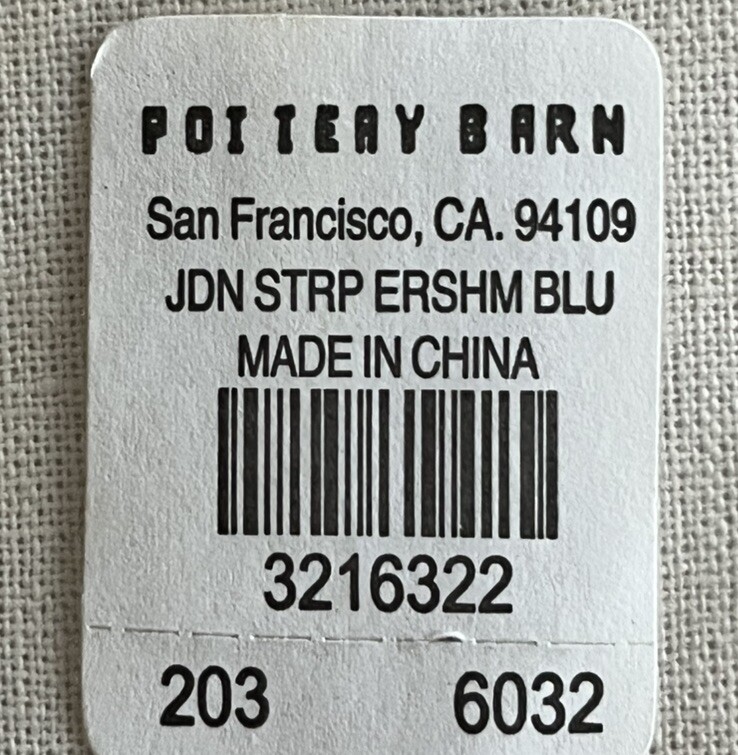 POTTERY BARN
San Francisco, CA. 94109
JDN STRP ERSHM BLU
MADE IN CHINA
3216322
203 6032